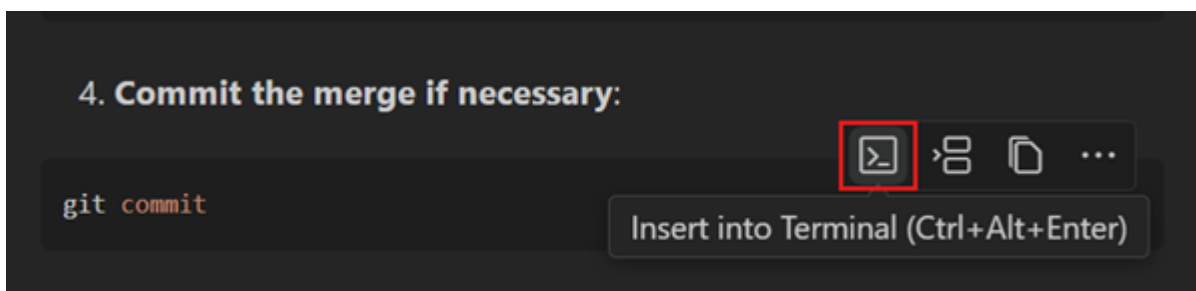 4. Commit the merge if necessary:
git commit
Insert into Terminal (Ctrl+Alt+Enter)